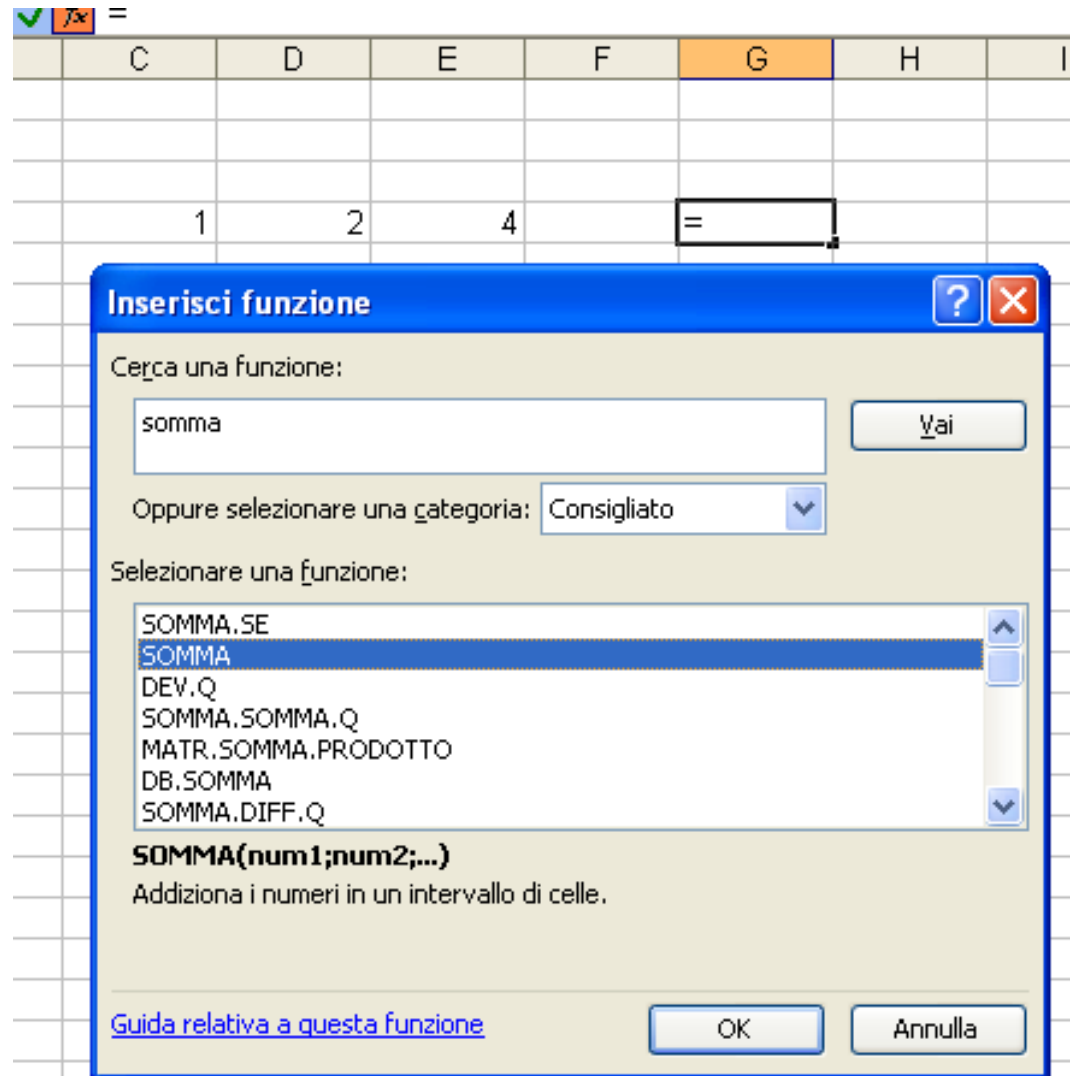 fx =
C D E F G H I
1 2 4 =
Inserisci funzione ?
Cerca una funzione:
somma Vai
Oppure selezionare una categoria: Consigliato
Selezionare una funzione:
SOMMA.SE
SOMMA
DEV.Q
SOMMA.SOMMA.Q
MATR.SOMMA.PRODOTTO
DB.SOMMA
SOMMA.DIFF.Q
SOMMA(num1;num2;...)
Addiziona i numeri in un intervallo di celle.
Guida relativa a questa funzione OK Annulla